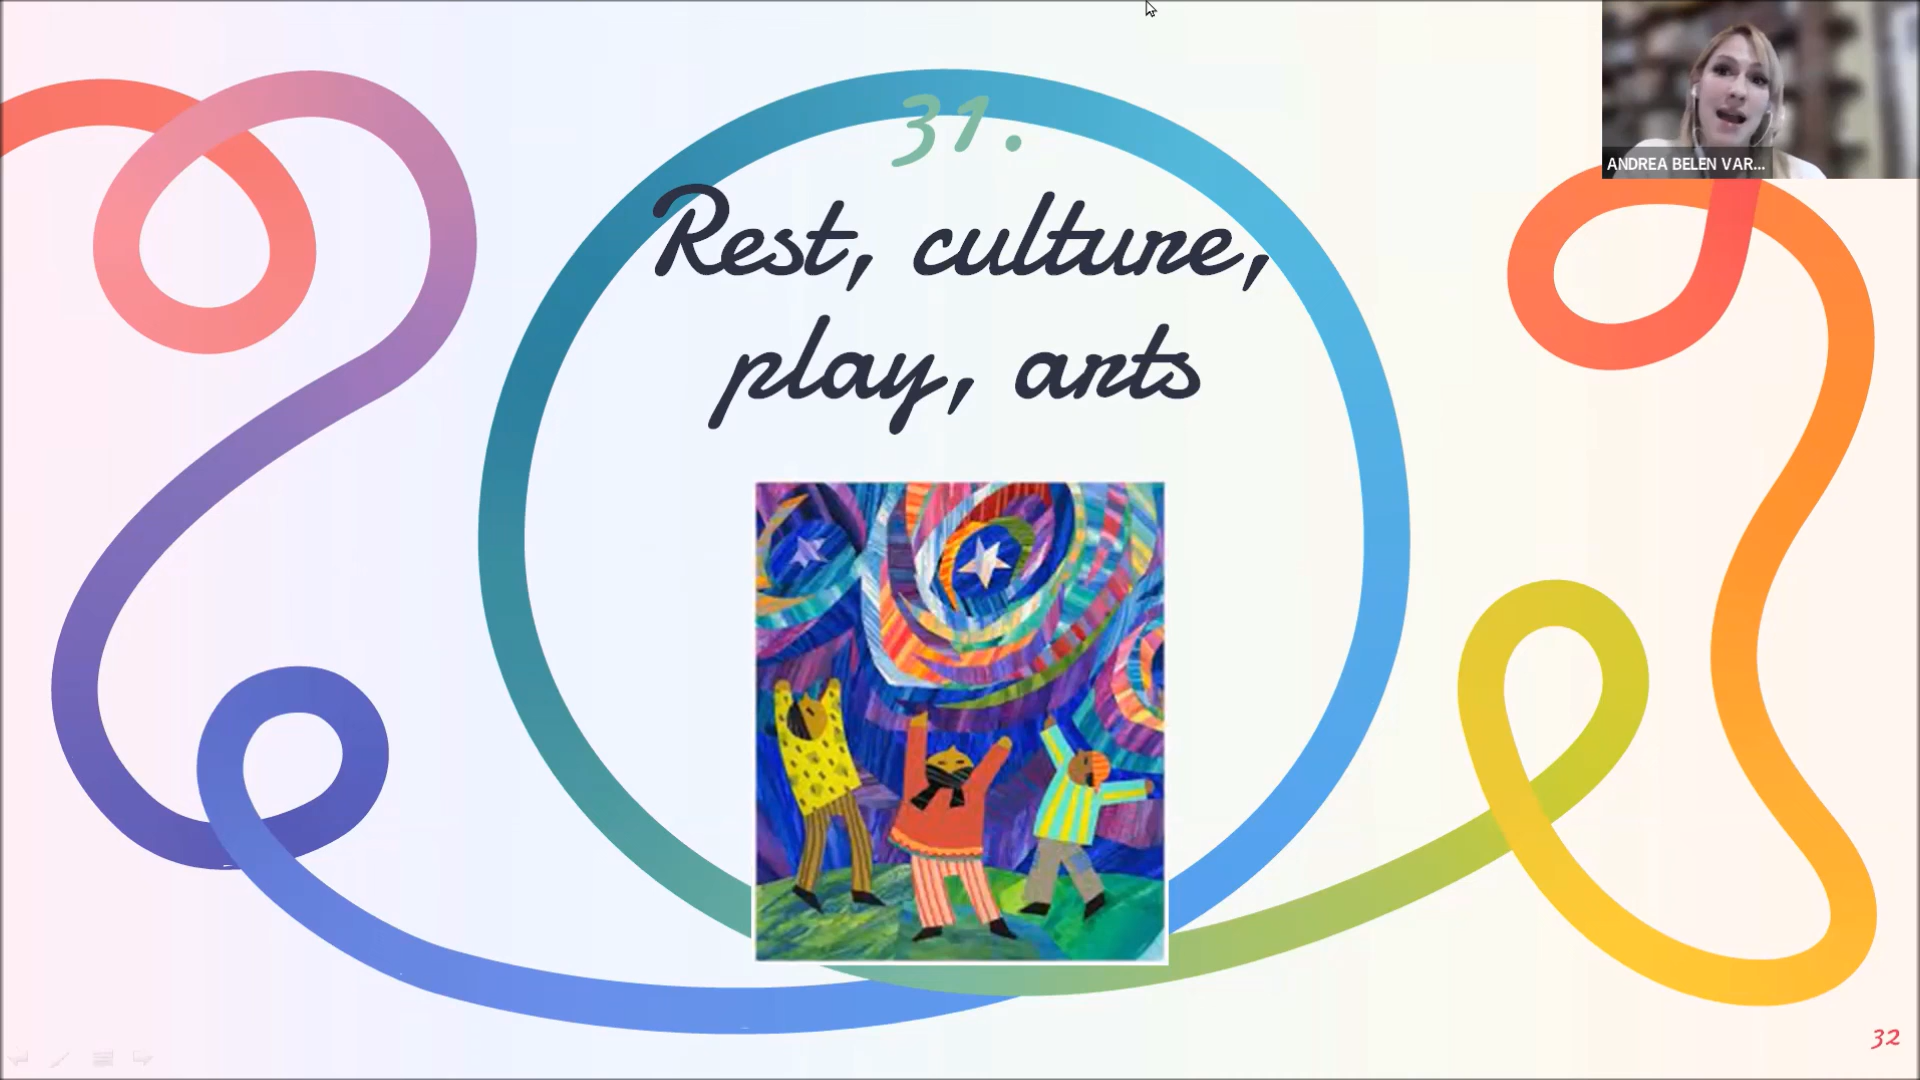 31.
Rest, culture,
play, arts
ANDREA BELEN VAR...
32